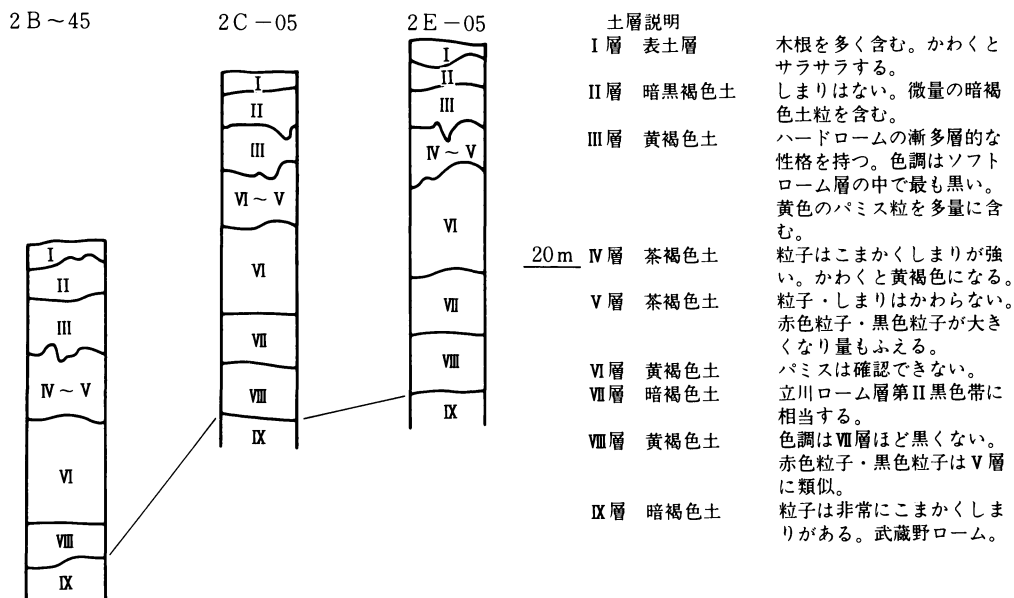 2B～45
2C－05
2E－05
I
II
III
IV～V
VI
VIII
IX
I
II
III
VI～V
VI
VII
VIII
IX
I
II
III
IV～V
VI
VII
VIII
IX
20m
土層説明
I層 表土層 木根を多く含む。かわくと
サラサラする。
II層 暗黒褐色土 しまりはない。微量の暗褐
色土粒を含む。
III層 黄褐色土 ハードロームの漸多層的な
性格を持つ。色調はソフト
ローム層の中で最も黒い。
黄色のパミス粒を多量に含
む。
IV層 茶褐色土 粒子はこまかくしまりが強
い。かわくと黄褐色になる。
V層 茶褐色土 粒子・しまりはかわらない。
赤色粒子・黒色粒子が大き
くなり量もふえる。
VI層 黄褐色土 パミスは確認できない。
VII層 暗褐色土 立川ローム層第II黒色帯に
相当する。
VIII層 黄褐色土 色調はVII層ほど黒くない。
赤色粒子・黒色粒子はV層
に類似。
IX層 暗褐色土 粒子は非常にこまかくしま
りがある。武蔵野ローム。